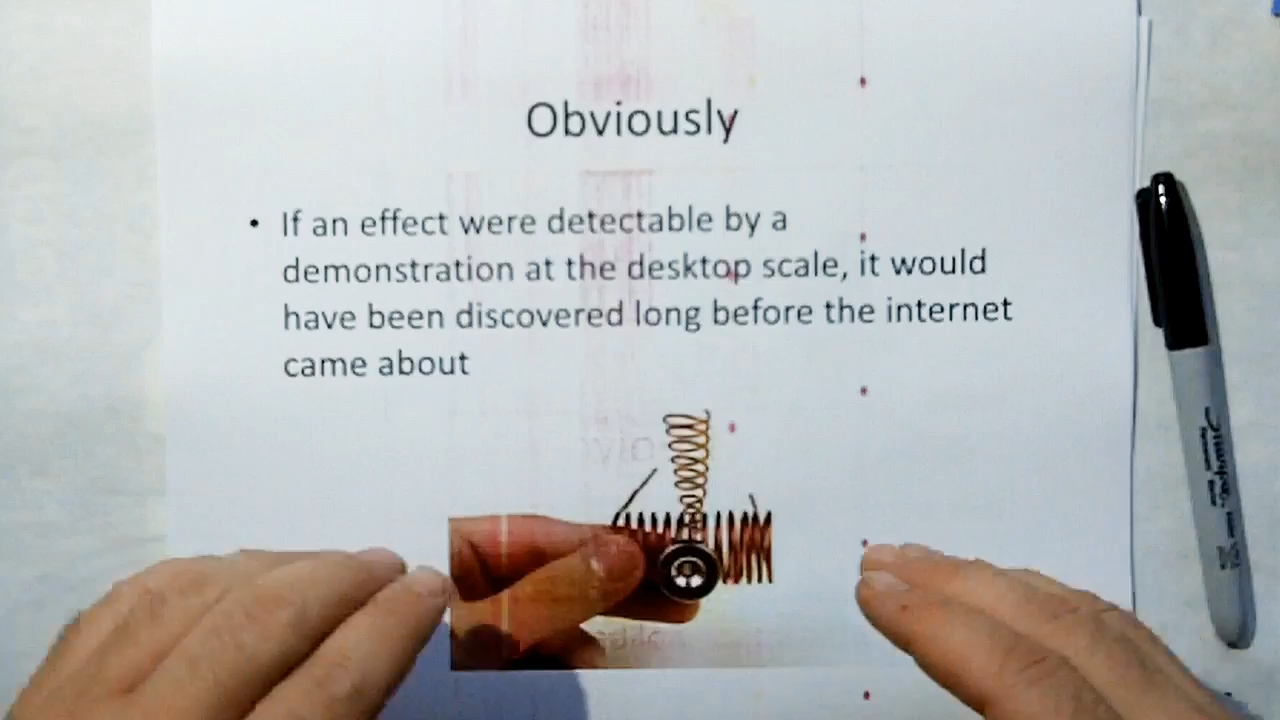 Obviously
• If an effect were detectable by a
demonstration at the desktop scale, it would
have been discovered long before the internet
came about
Sharpie